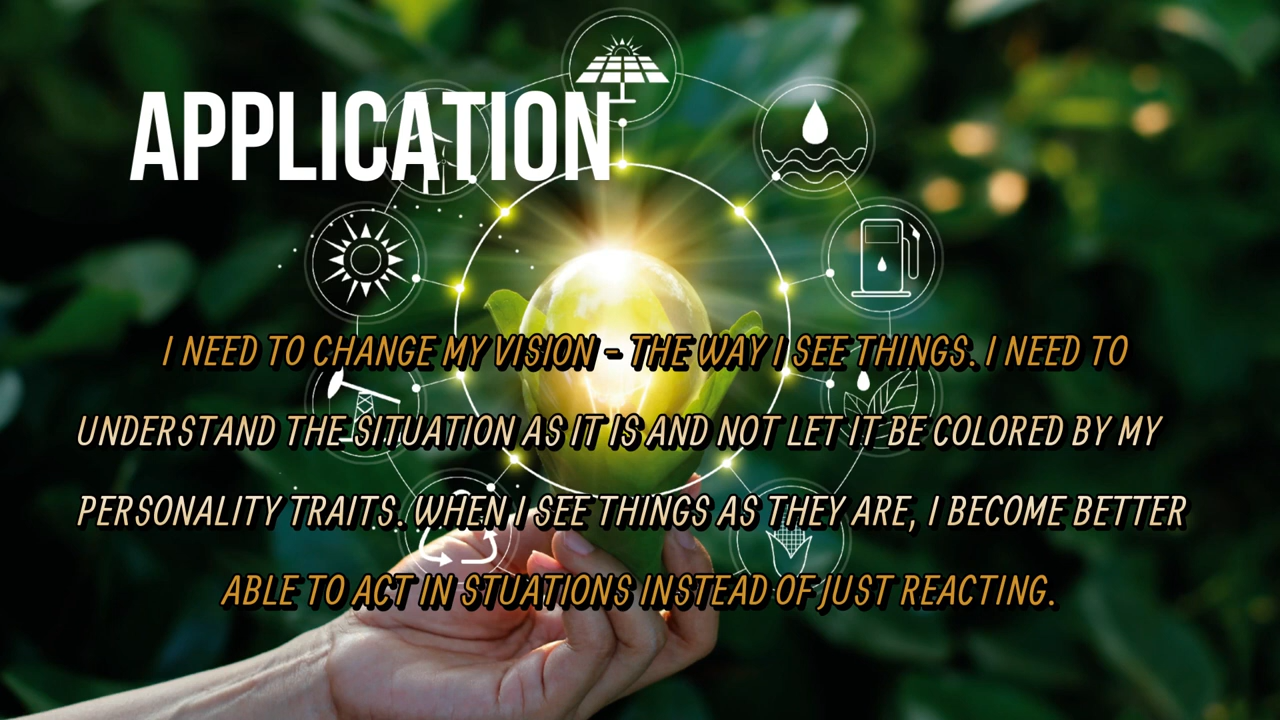 APPLICATION
I NEED TO CHANGE MY VISION - THE WAY I SEE THINGS. I NEED TO
UNDERSTAND THE SITUATION AS IT IS AND NOT LET IT BE COLORED BY MY
PERSONALITY TRAITS. WHEN I SEE THINGS AS THEY ARE, I BECOME BETTER
ABLE TO ACT IN STUATIONS INSTEAD OF JUST REACTING.